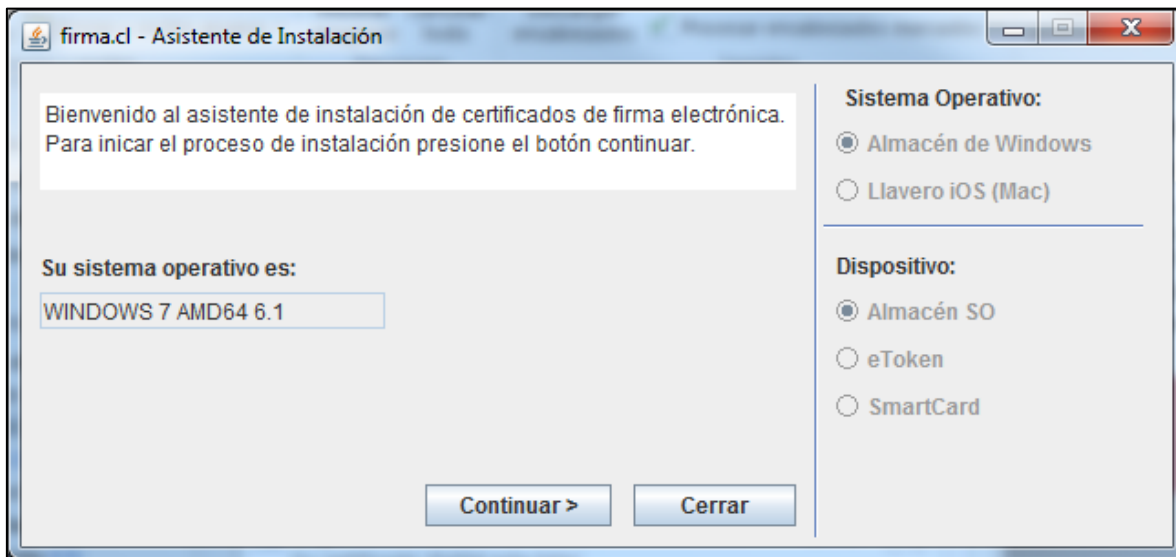 firma.cl - Asistente de Instalación
Bienvenido al asistente de instalación de certificados de firma electrónica.
Para inicar el proceso de instalación presione el botón continuar.
Su sistema operativo es:
WINDOWS 7 AMD64 6.1
Continuar >
Cerrar
Sistema Operativo:
Almacén de Windows
Llavero iOS (Mac)
Dispositivo:
Almacén SO
eToken
SmartCard